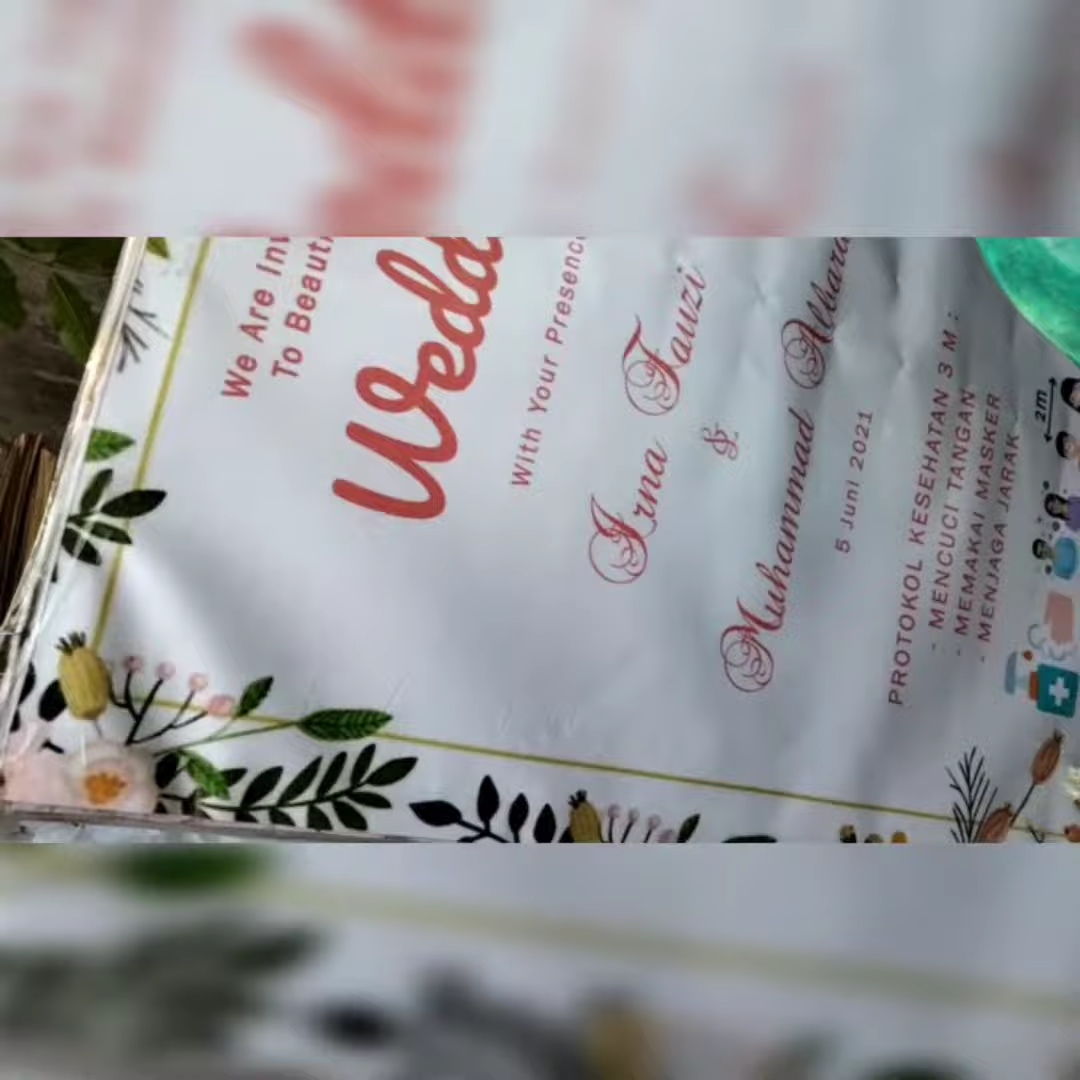 We Are
To
With Your
Irna Fauzi
&
Muhammad
5 Juni 2021
PROTOKOL KESEHATAN 3 M :
- MENCUCI TANGAN
- MEMAKAI MASKER
- MENJAGA JARAK
2m